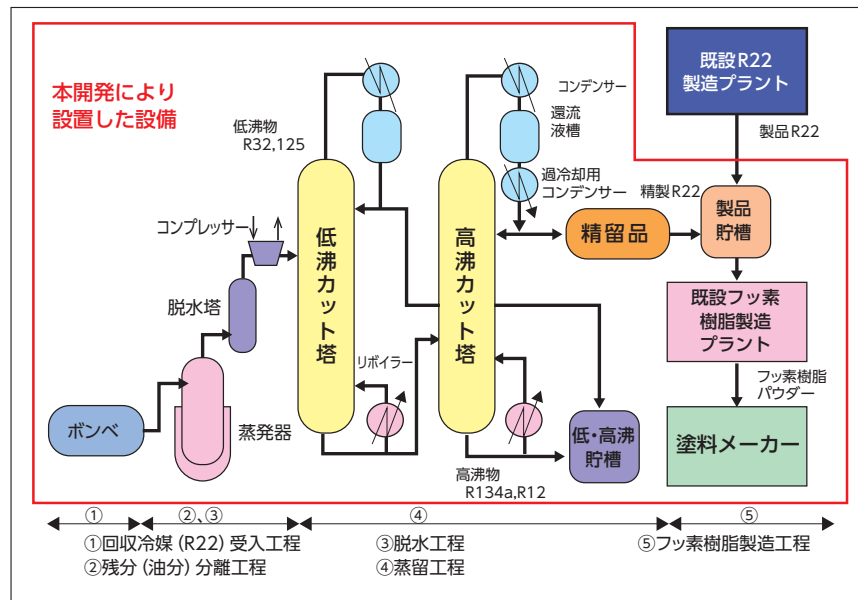 本開発により
設置した設備
既設R22
製造プラント
製品R22
コンデンサー
還流
液槽
低沸物
R32,125
過冷却用
コンデンサー
精製R22
製品
貯槽
精留品
コンプレッサー
低沸カット塔
高沸カット塔
脱水塔
既設フッ素
樹脂製造
プラント
リボイラー
フッ素樹脂
パウダー
ボンベ
蒸発器
低・高沸
貯槽
塗料メーカー
高沸物
R134a,R12
①
②、③
④
⑤
①回収冷媒（R22）受入工程
③脱水工程
⑤フッ素樹脂製造工程
②残分（油分）分離工程
④蒸留工程